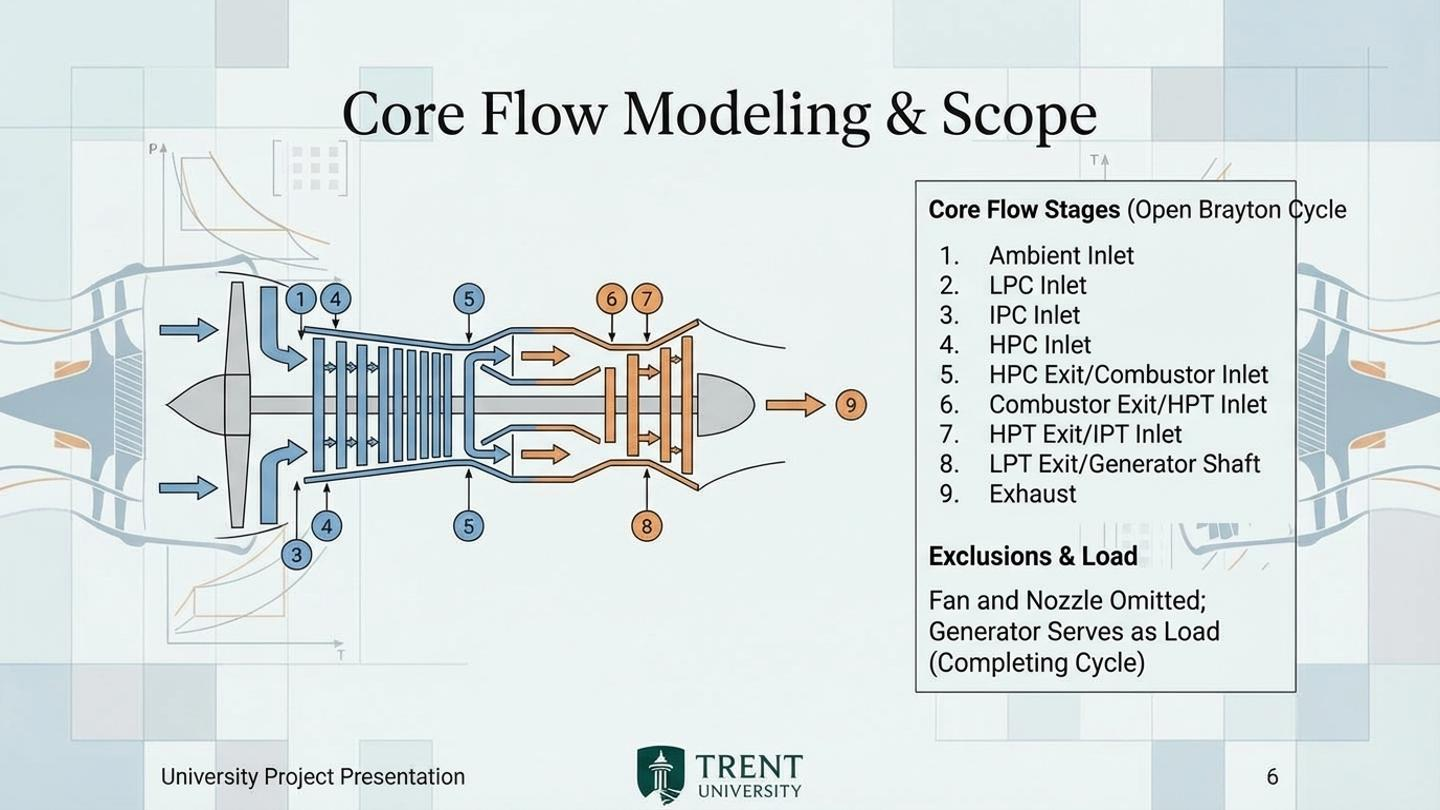 Core Flow Modeling & Scope
P
T
T
1
4
5
6
7
9
3
4
5
8
Core Flow Stages (Open Brayton Cycle
1. Ambient Inlet
2. LPC Inlet
3. IPC Inlet
4. HPC Inlet
5. HPC Exit/Combustor Inlet
6. Combustor Exit/HPT Inlet
7. HPT Exit/IPT Inlet
8. LPT Exit/Generator Shaft
9. Exhaust
Exclusions & Load
Fan and Nozzle Omitted;
Generator Serves as Load
(Completing Cycle)
University Project Presentation
TRENT
UNIVERSITY
6